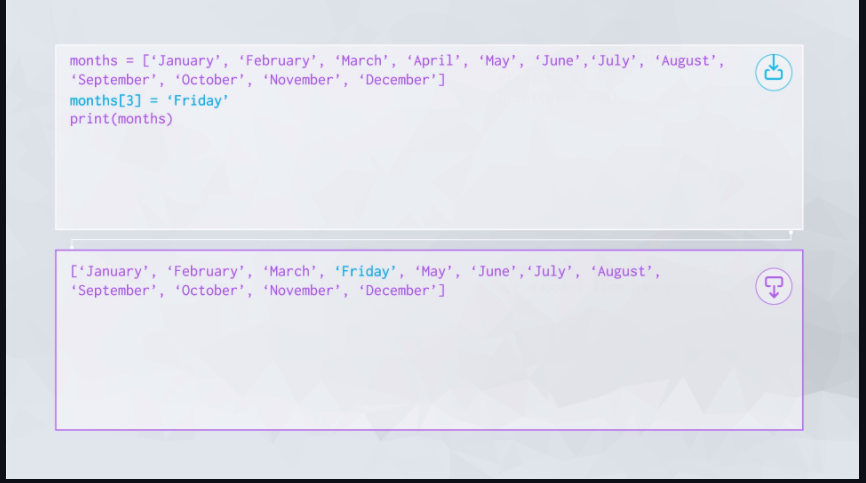 months = [‘January’, ‘February’, ‘March’, ‘April’, ‘May’, ‘June’,‘July’, ‘August’,
‘September’, ‘October’, ‘November’, ‘December’]
months[3] = ‘Friday’
print(months)
[‘January’, ‘February’, ‘March’, ‘Friday’, ‘May’, ‘June’,‘July’, ‘August’,
‘September’, ‘October’, ‘November’, ‘December’]